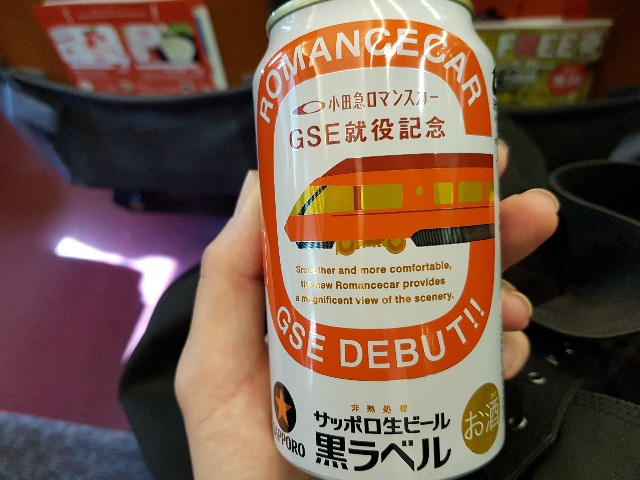 FREE
ROMANCECAR
小田急ロマンスカー
GSE就役記念
Smoother and more comfortable,
the new Romancecar provides
a magnificent view of the scenery.
GSE DEBUT!!
非熱処理
SAPPORO
サッポロ生ビール
黒ラベル
お酒